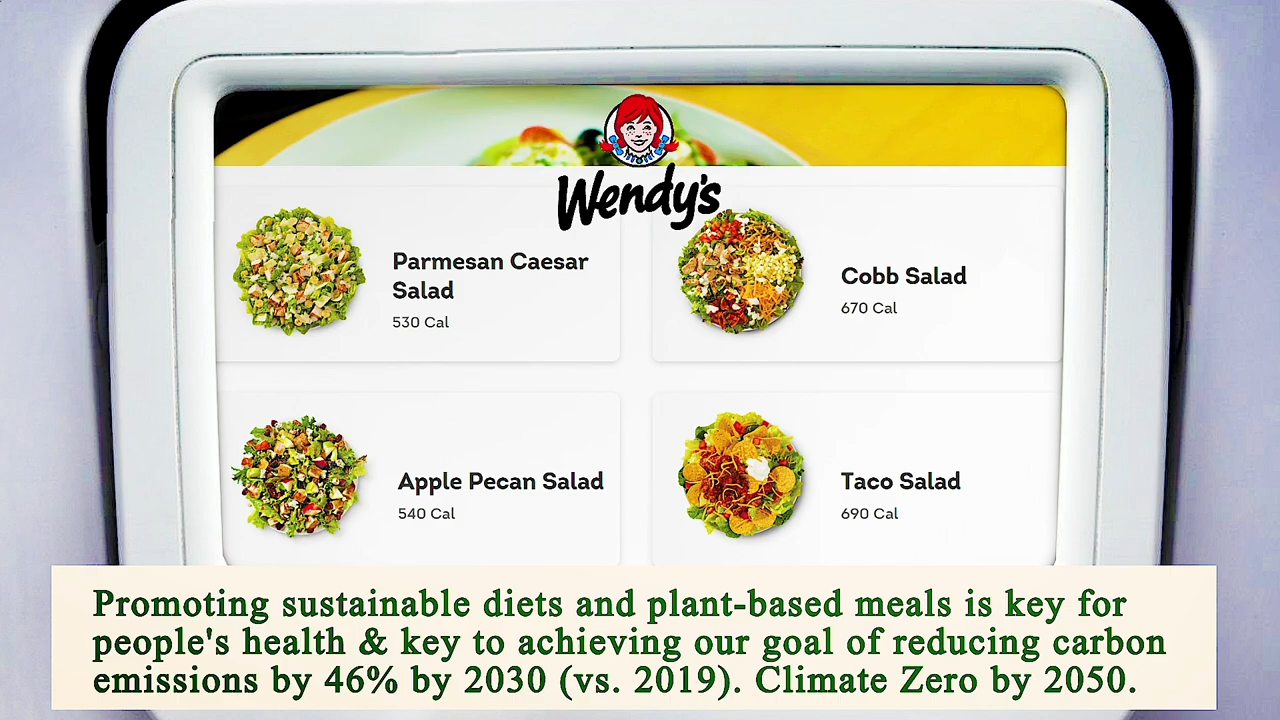 Wendy's
Parmesan Caesar
Salad
530 Cal
Cobb Salad
670 Cal
Apple Pecan Salad
540 Cal
Taco Salad
690 Cal
Promoting sustainable diets and plant-based meals is key for
people's health & key to achieving our goal of reducing carbon
emissions by 46% by 2030 (vs. 2019). Climate Zero by 2050.